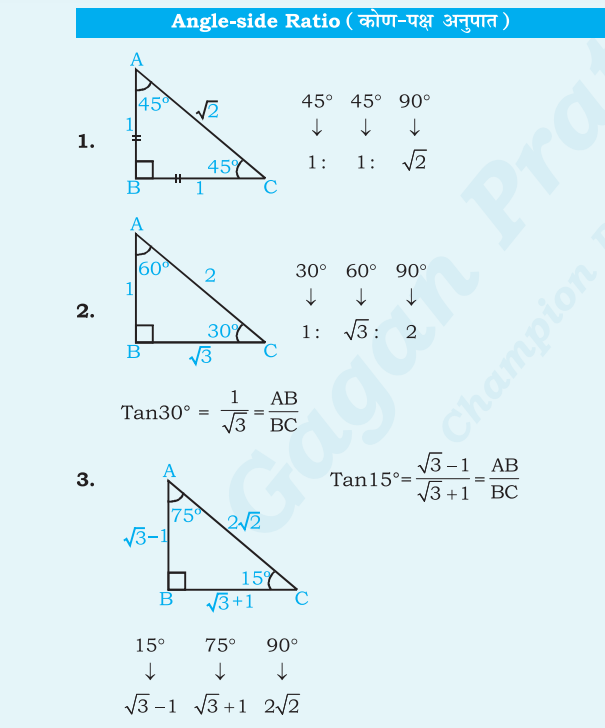 Angle-side Ratio ( कोण-पक्ष अनुपात )
1.
A
45°
√2
1
45°
B
1
C
45° 45° 90°
↓ ↓ ↓
1 : 1 : √2
2.
A
60°
2
1
30°
B
√3
C
30° 60° 90°
↓ ↓ ↓
1 : √3 : 2
Tan30° = 1/√3 = AB/BC
3.
A
75°
2√2
√3-1
15°
B
√3+1
C
Tan15°= √3 – 1/√3 + 1 = AB/BC
15° 75° 90°
↓ ↓ ↓
√3 – 1 √3 + 1 2√2
Gagan Prat
Champion